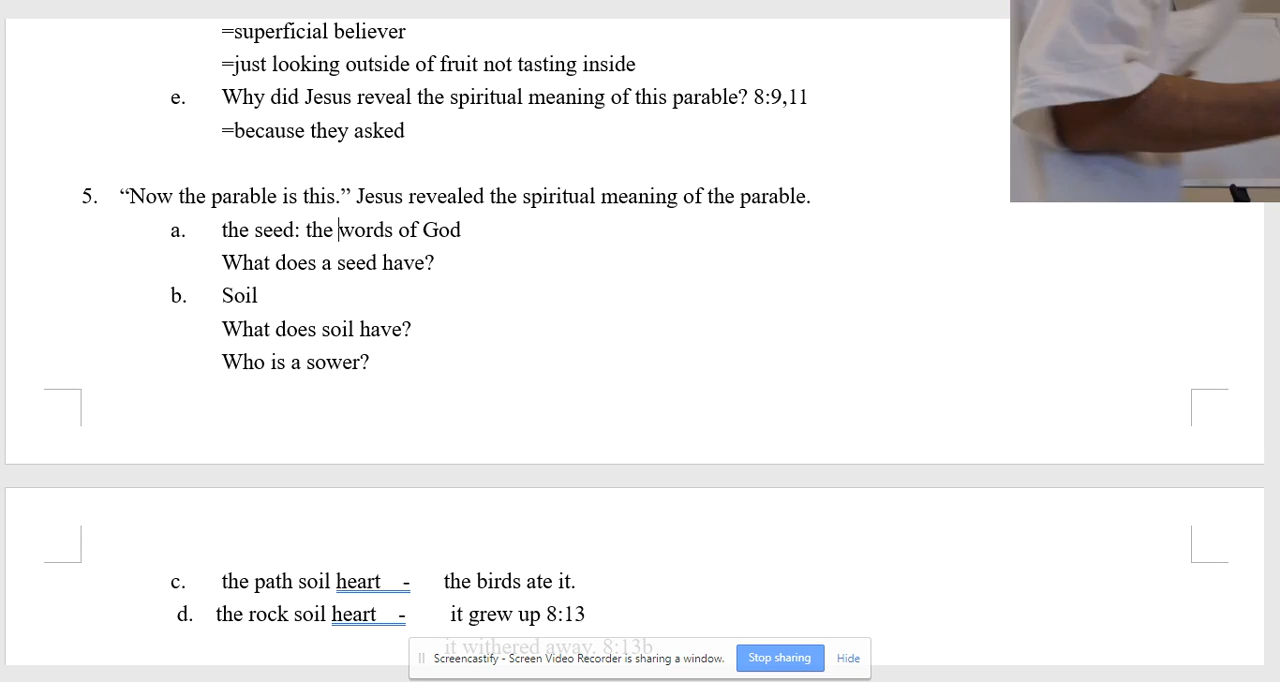 =superficial believer
=just looking outside of fruit not tasting inside
e. Why did Jesus reveal the spiritual meaning of this parable? 8:9,11
=because they asked
5. “Now the parable is this.” Jesus revealed the spiritual meaning of the parable.
a. the seed: the words of God
What does a seed have?
b. Soil
What does soil have?
Who is a sower?
c. the path soil heart - the birds ate it.
d. the rock soil heart - it grew up 8:13
it withered away. 8:13b
Screencastify - Screen Video Recorder is sharing a window. Stop sharing Hide